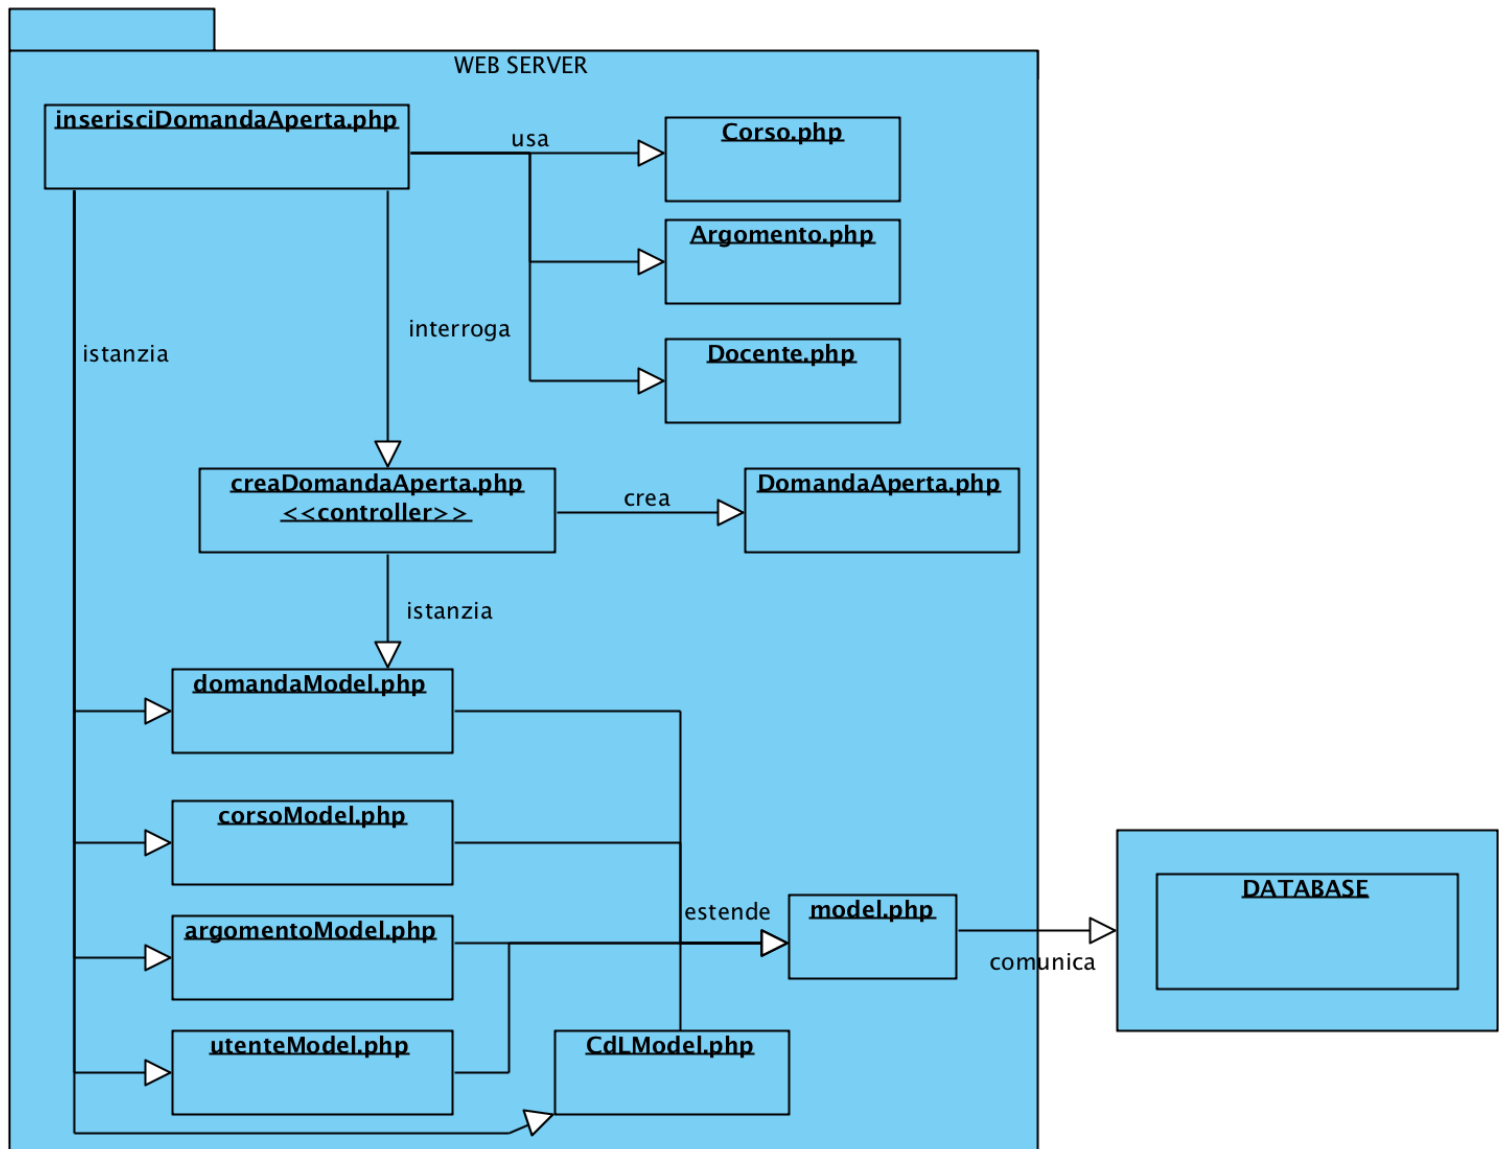 WEB SERVER
inserisciDomandaAperta.php
usa
Corso.php
Argomento.php
interroga
istanzia
Docente.php
creaDomandaAperta.php
<<controller>>
crea
DomandaAperta.php
istanzia
domandaModel.php
corsoModel.php
argomentoModel.php
estende
model.php
comunica
DATABASE
utenteModel.php
CdLModel.php